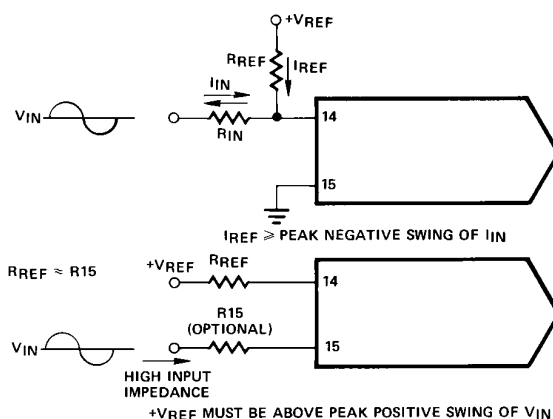 +VREF
RREF
IREF
IIN
VIN
RIN
14
15
IREF ⩾ PEAK NEGATIVE SWING OF IIN
RREF ≈ R15
+VREF
RREF
14
R15
(OPTIONAL)
15
VIN
HIGH INPUT
IMPEDANCE
+VREF MUST BE ABOVE PEAK POSITIVE SWING OF VIN